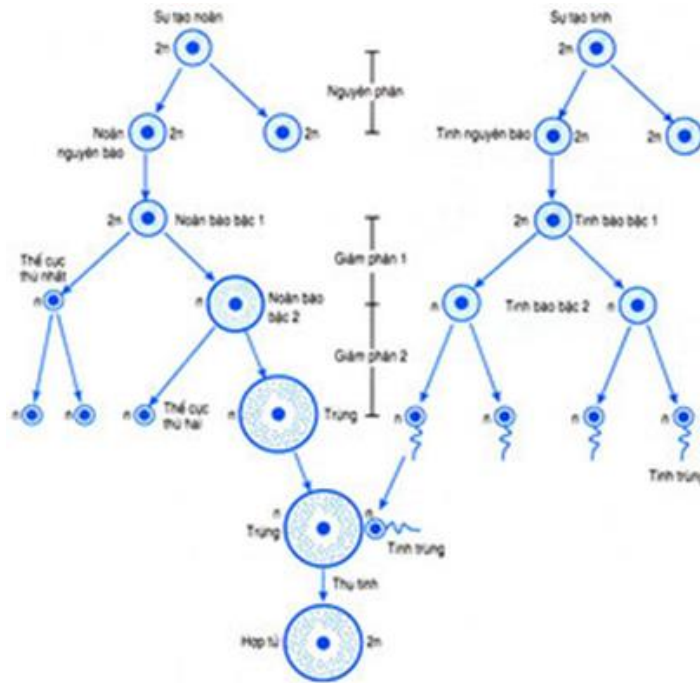 Sự tạo noãn
Sự tạo tinh
2n
2n
Nguyên phân
Noãn
nguyên bào
2n
2n
Tinh nguyên bào
2n
2n
2n
Noãn bào bậc 1
2n
Tinh bào bậc 1
Thể cực
thứ nhất
Giảm phân 1
n
n
Noãn bào
bậc 2
n
Tinh bào bậc 2
n
Giảm phân 2
n
n
n
Thể cực
thứ hai
n
Trứng
n
n
n
n
Tinh trùng
n
Trứng
n
Tinh trùng
Thụ tinh
Hợp tử
2n